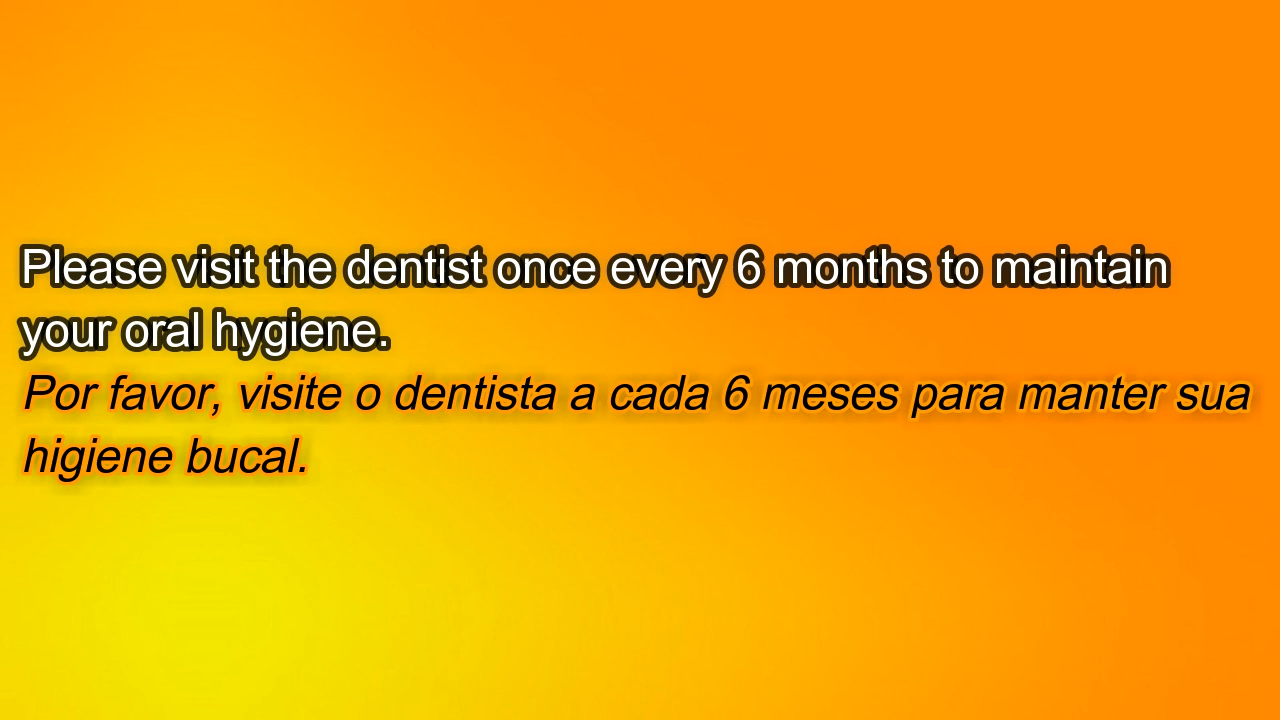 Please visit the dentist once every 6 months to maintain
your oral hygiene.
Por favor, visite o dentista a cada 6 meses para manter sua
higiene bucal.